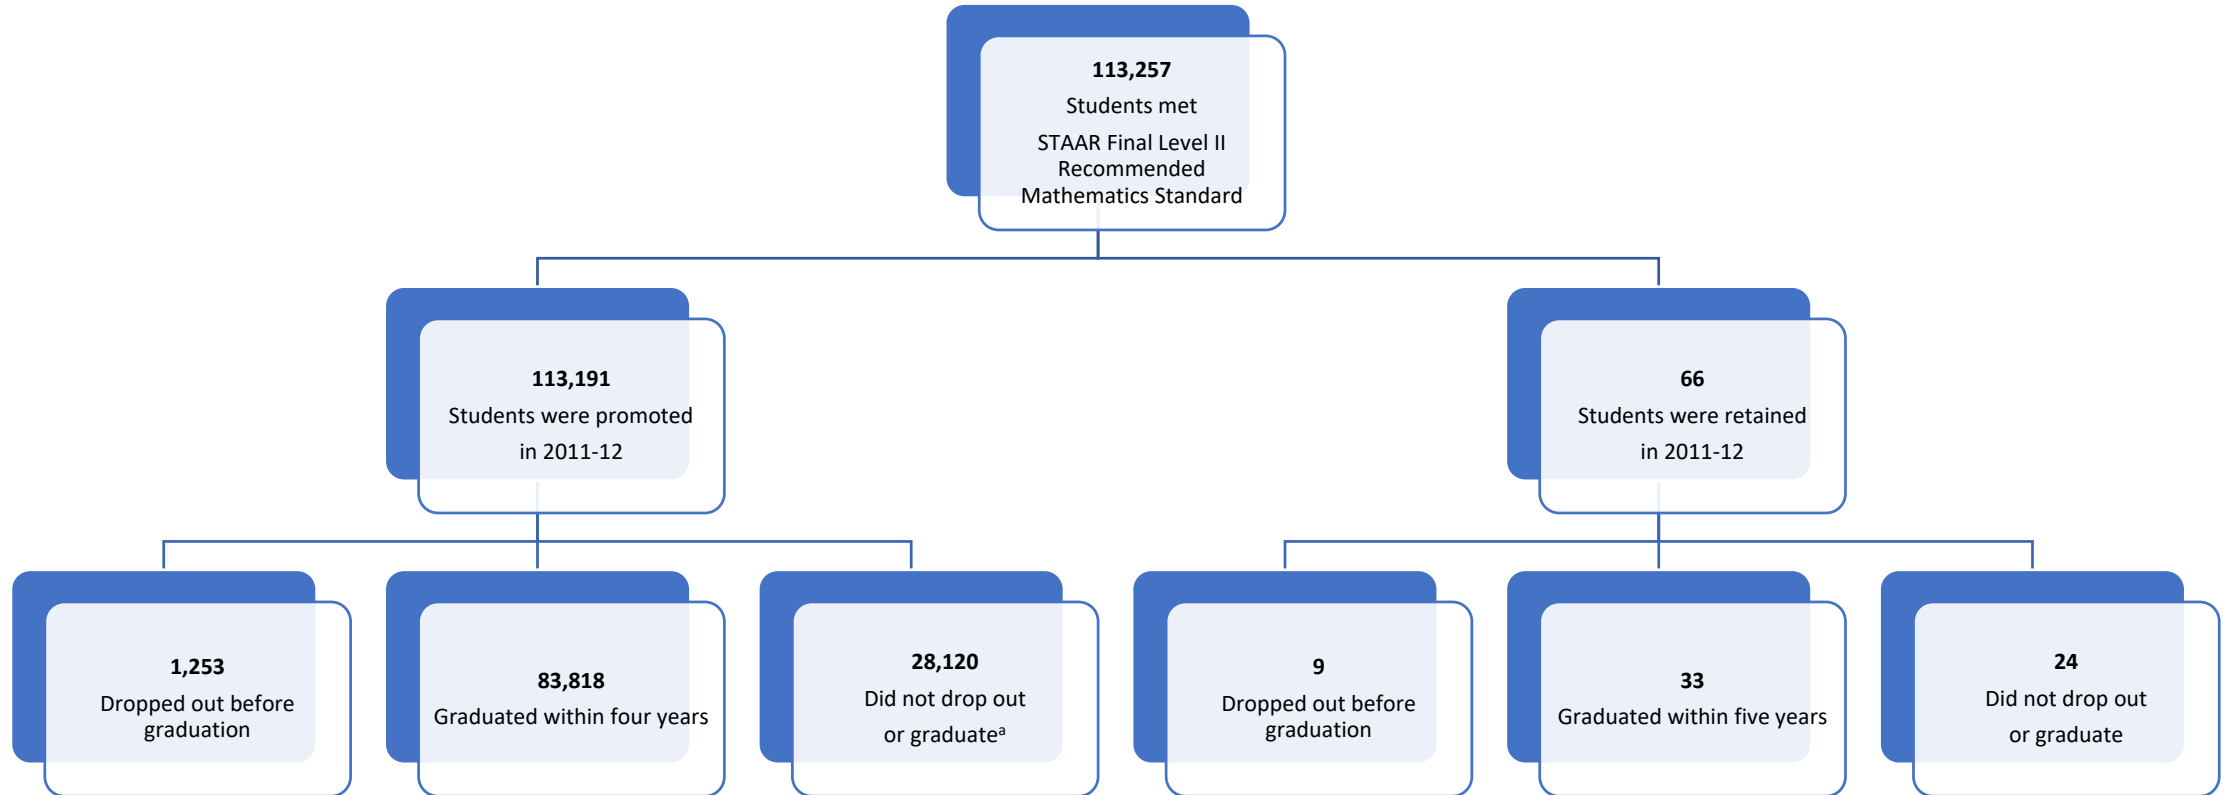 113,257
Students met
STAAR Final Level II
Recommended
Mathematics Standard
113,191
Students were promoted
in 2011-12
66
Students were retained
in 2011-12
1,253
Dropped out before
graduation
83,818
Graduated within four years
28,120
Did not drop out
or graduateᵃ
9
Dropped out before
graduation
33
Graduated within five years
24
Did not drop out
or graduate